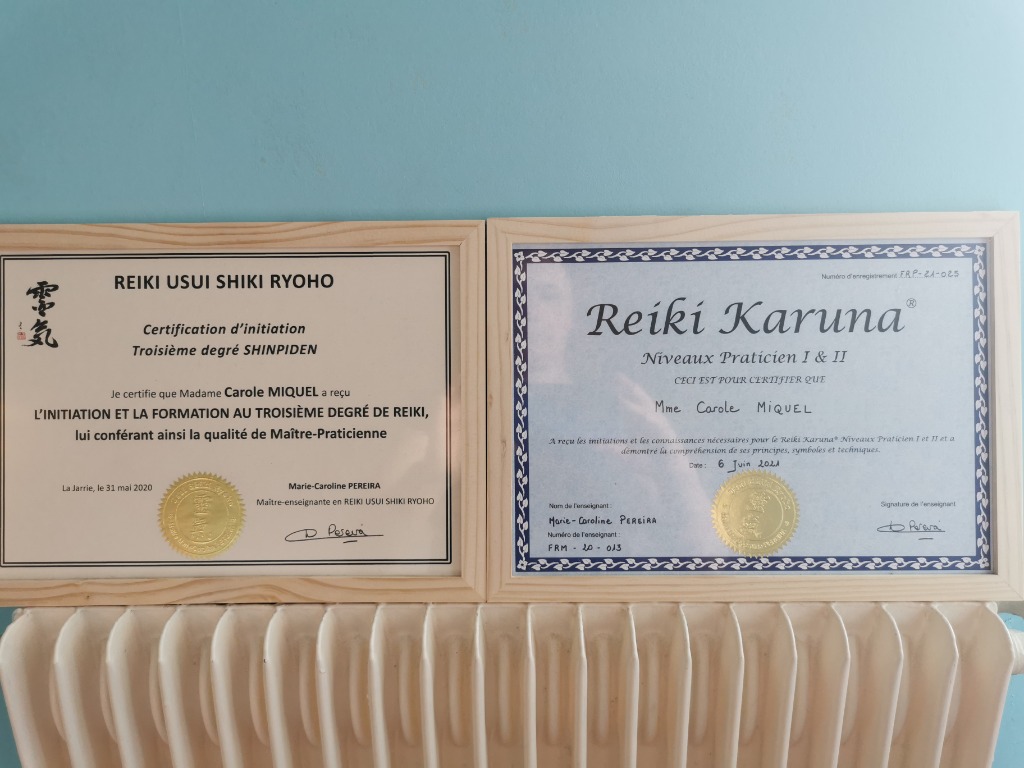 靈氣
REIKI USUI SHIKI RYOHO
Certification d'initiation
Troisième degré SHINPIDEN
Je certifie que Madame Carole MIQUEL a reçu
L'INITIATION ET LA FORMATION AU TROISIÈME DEGRÉ DE REIKI,
lui conférant ainsi la qualité de Maître-Praticienne
La Jarrie, le 31 mai 2020
Marie-Caroline PEREIRA
Maître-enseignante en REIKI USUI SHIKI RYOHO
Pereira
Numéro d'enregistrement FRP-21-025
Reiki Karuna®
Niveaux Praticien I & II
CECI EST POUR CERTIFIER QUE
Mme Carole MIQUEL
A reçu les initiations et les connaissances nécessaires pour le Reiki Karuna® Niveaux Praticien I et II et a
démontré la compréhension de ses principes, symboles et techniques.
Date : 6 Juin 2021
Nom de l'enseignant :
Marie-Caroline PEREIRA
Numéro de l'enseignant :
FRM - 20 - 013
Signature de l'enseignant
Pereira